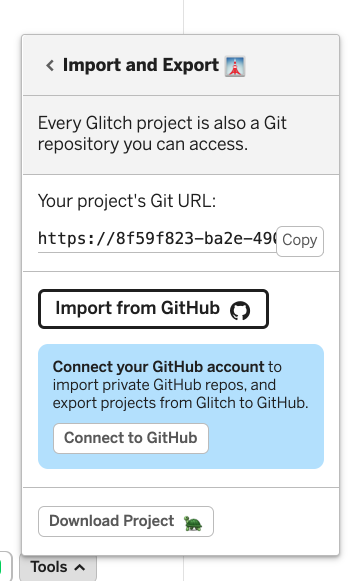 Import and Export
Every Glitch project is also a Git
repository you can access.
Your project's Git URL:
https://8f59f823-ba2e-490
Copy
Import from GitHub
Connect your GitHub account to
import private GitHub repos, and
export projects from Glitch to GitHub.
Connect to GitHub
Download Project
Tools